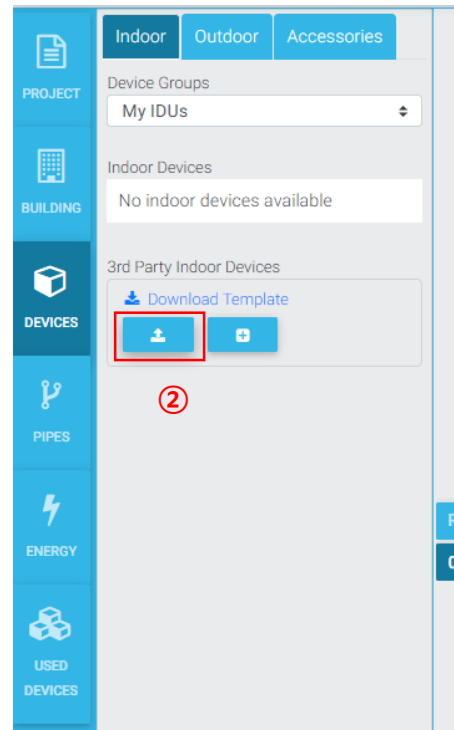 PROJECT
BUILDING
DEVICES
PIPES
ENERGY
USED
DEVICES
Indoor
Outdoor
Accessories
Device Groups
My IDUs
Indoor Devices
No indoor devices available
3rd Party Indoor Devices
Download Template
②